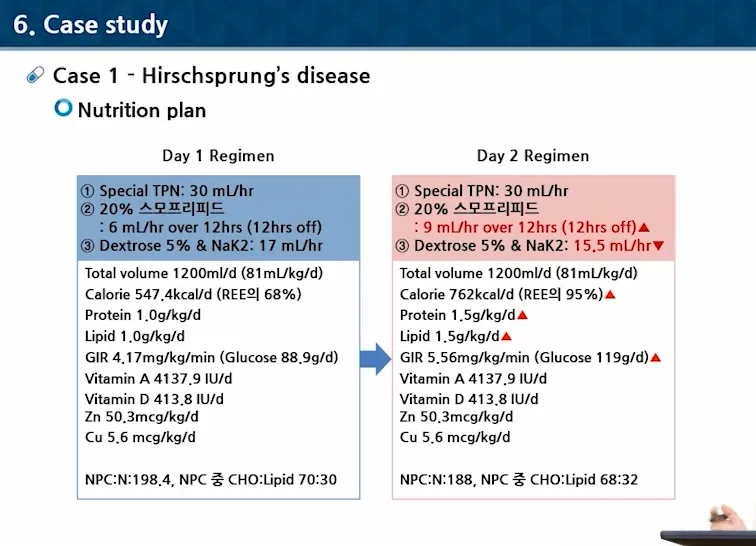 6. Case study
Case 1 - Hirschsprung's disease
Nutrition plan
Day 1 Regimen
① Special TPN: 30 mL/hr
② 20% 스모프리피드
: 6 mL/hr over 12hrs (12hrs off)
③ Dextrose 5% & NaK2: 17 mL/hr
Total volume 1200ml/d (81mL/kg/d)
Calorie 547.4kcal/d (REE의 68%)
Protein 1.0g/kg/d
Lipid 1.0g/kg/d
GIR 4.17mg/kg/min (Glucose 88.9g/d)
Vitamin A 4137.9 IU/d
Vitamin D 413.8 IU/d
Zn 50.3mcg/kg/d
Cu 5.6 mcg/kg/d
NPC:N:198.4, NPC 중 CHO:Lipid 70:30
Day 2 Regimen
① Special TPN: 30 mL/hr
② 20% 스모프리피드
: 9 mL/hr over 12hrs (12hrs off)▲
③ Dextrose 5% & NaK2: 15.5 mL/hr▼
Total volume 1200ml/d (81mL/kg/d)
Calorie 762kcal/d (REE의 95%)▲
Protein 1.5g/kg/d▲
Lipid 1.5g/kg/d▲
GIR 5.56mg/kg/min (Glucose 119g/d)▲
Vitamin A 4137.9 IU/d
Vitamin D 413.8 IU/d
Zn 50.3mcg/kg/d
Cu 5.6 mcg/kg/d
NPC:N:188, NPC 중 CHO:Lipid 68:32